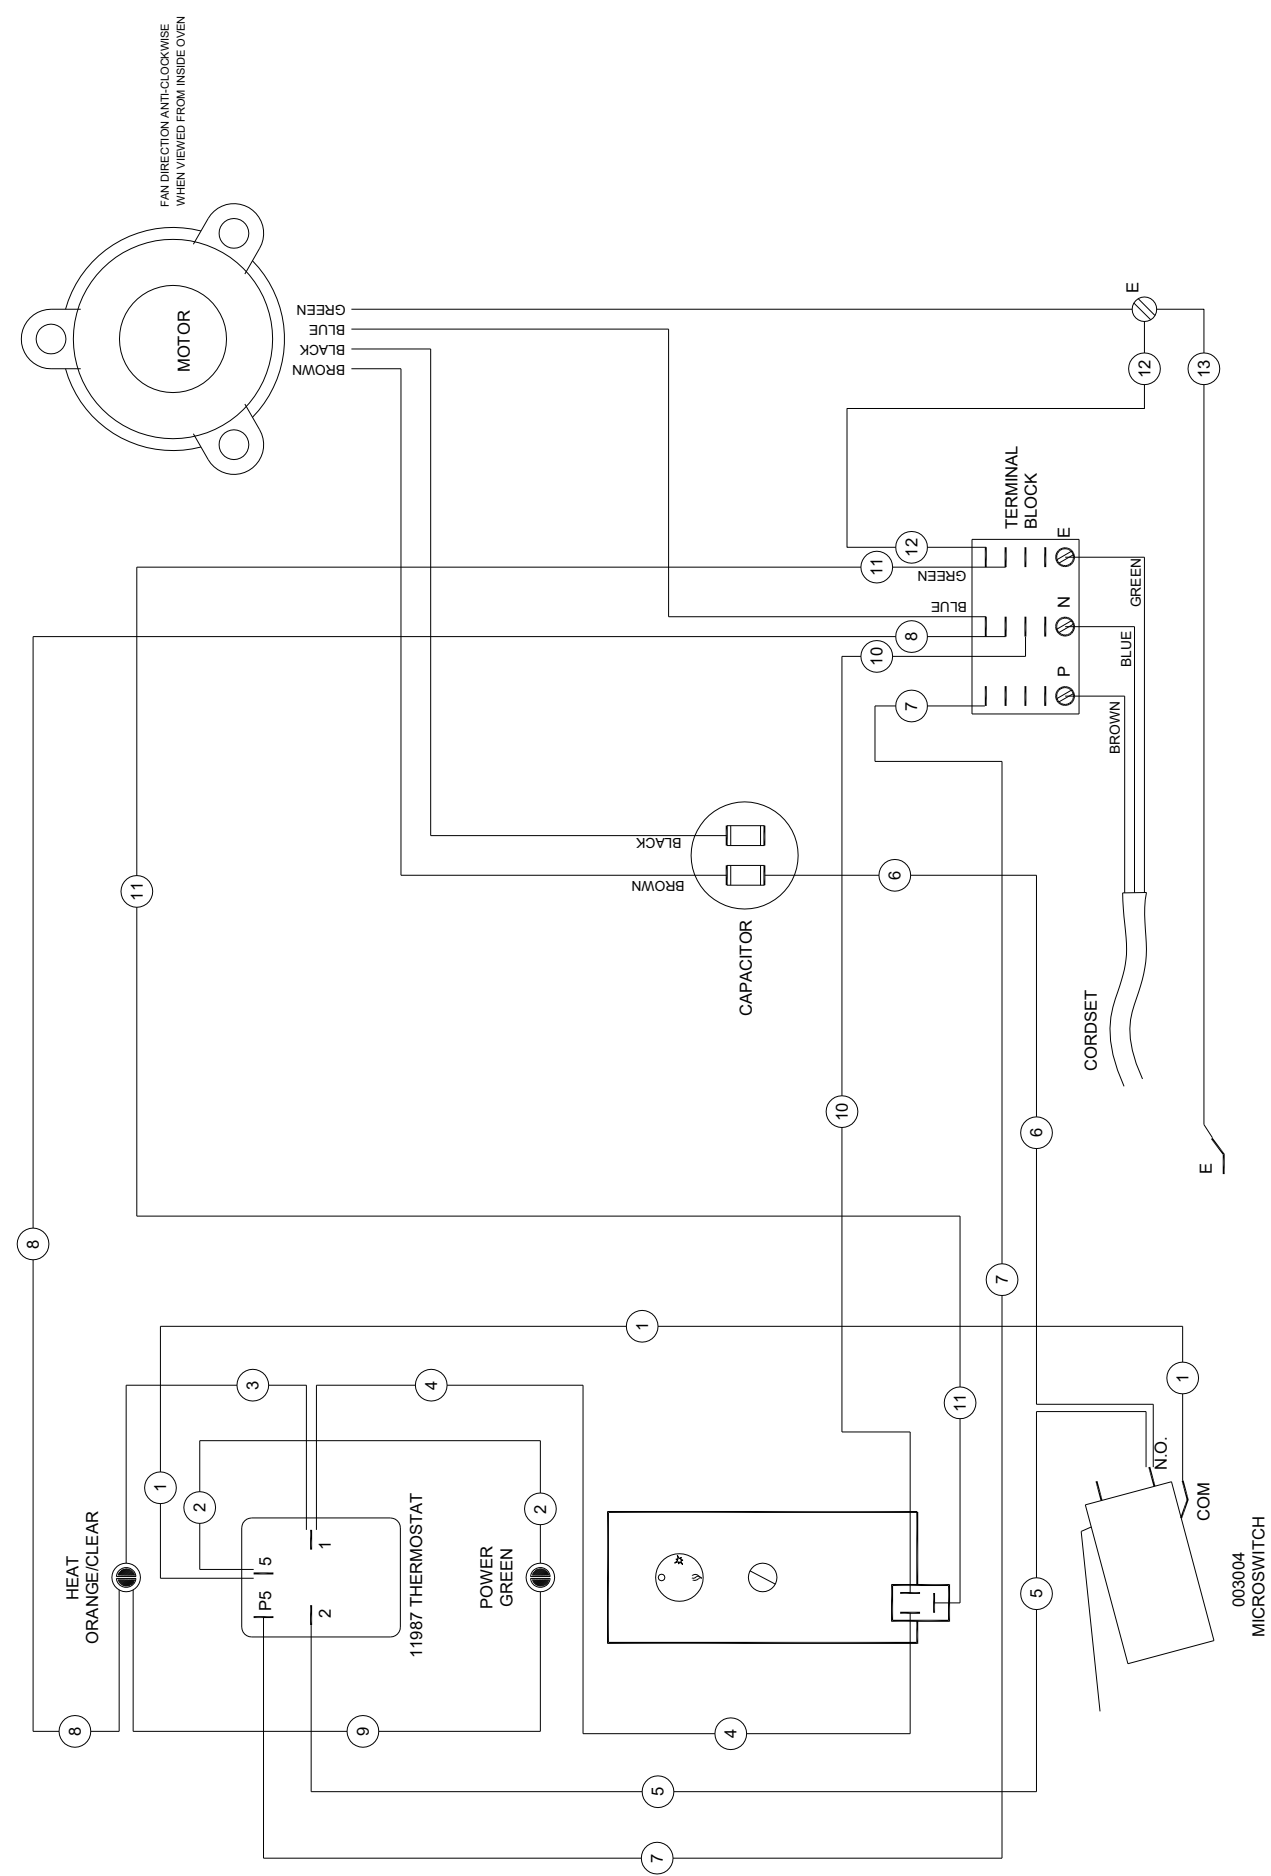 FAN DIRECTION ANTI-CLOCKWISE
WHEN VIEWED FROM INSIDE OVEN
MOTOR
GREEN
BLUE
BLACK
BROWN
E
12
13
TERMINAL
BLOCK
11
12
GREEN
BLUE
8
10
7
E
N
P
GREEN
BLUE
BROWN
CORDSET
BLACK
BROWN
CAPACITOR
6
11
10
6
E
8
7
1
1
3
4
11
1
2
2
HEAT
ORANGE/CLEAR
P5
5
2
1
11987 THERMOSTAT
POWER
GREEN
N.O.
COM
003004
MICROSWITCH
5
8
9
4
5
7